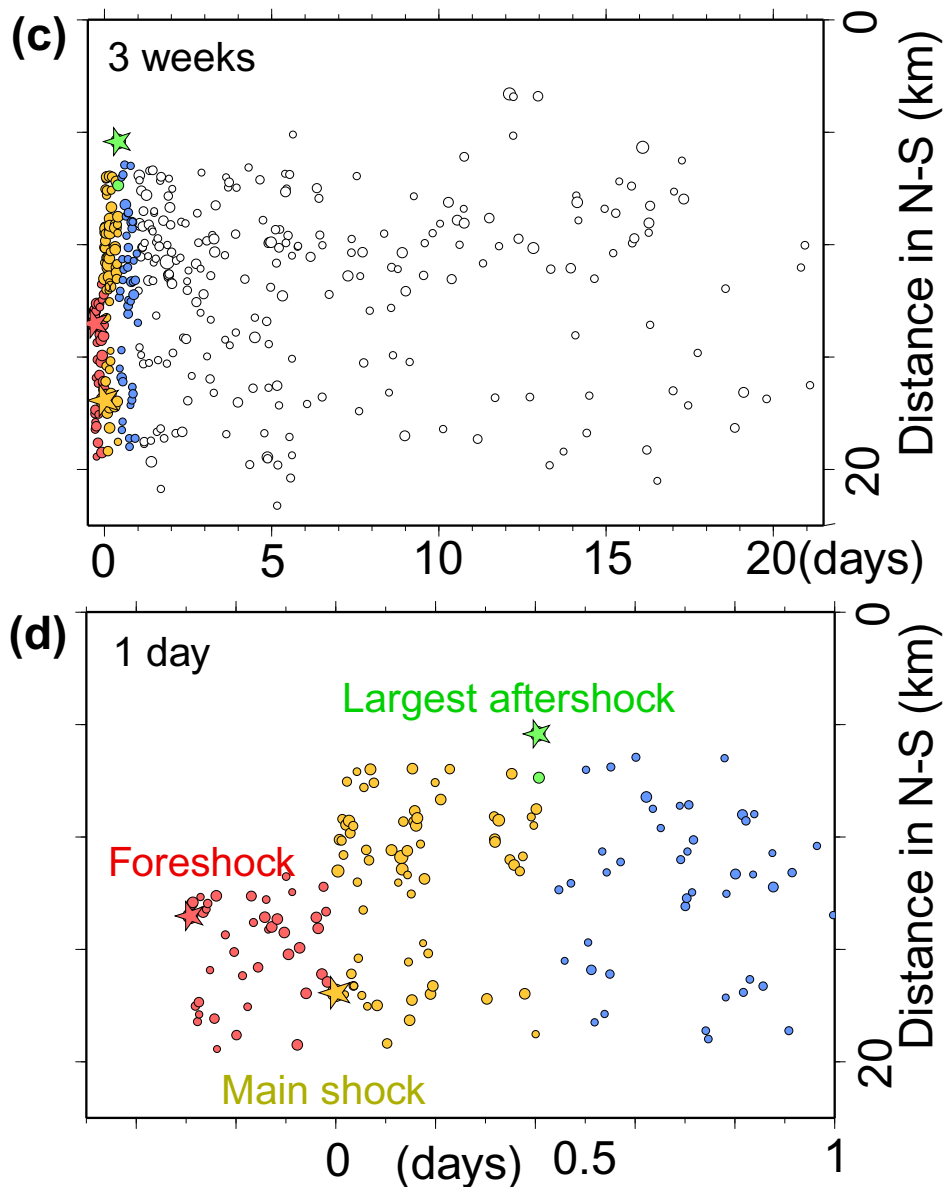 (c)
3 weeks
0
Distance in N-S (km)
20
0 5 10 15 20(days)
(d)
1 day
0
Largest aftershock
Foreshock
Distance in N-S (km)
Main shock
20
0 (days) 0.5 1